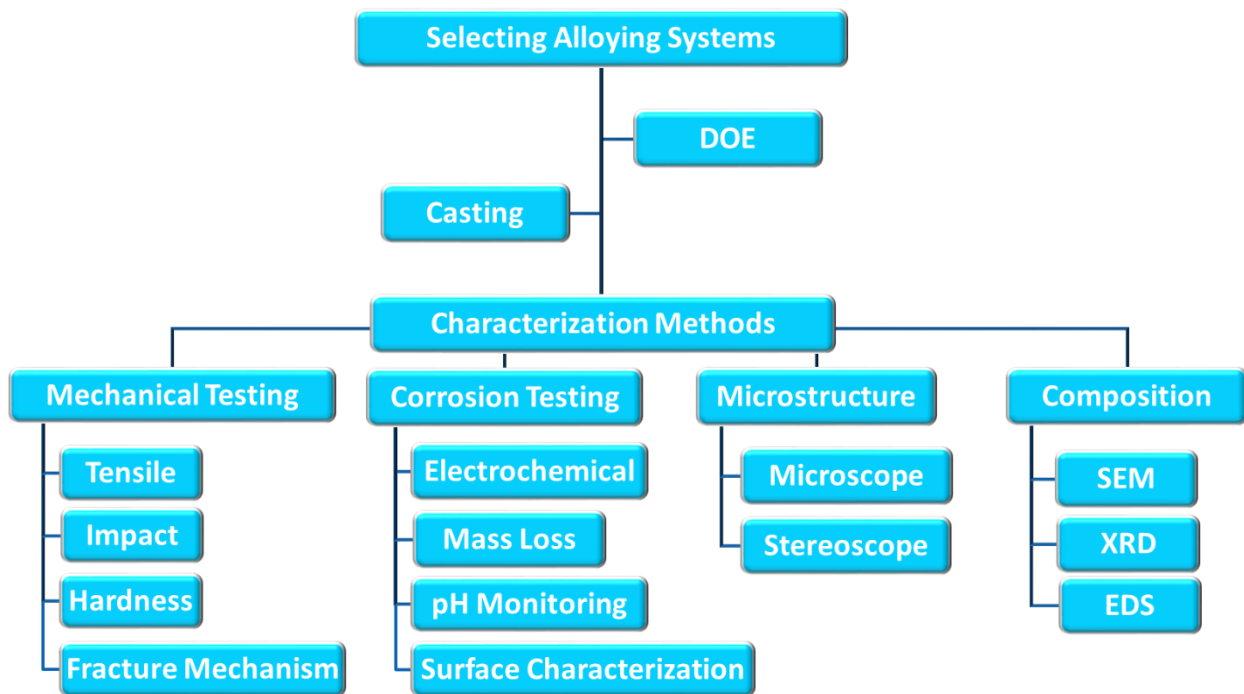 Selecting Alloying Systems
DOE
Casting
Characterization Methods
Mechanical Testing
Tensile
Impact
Hardness
Fracture Mechanism
Corrosion Testing
Electrochemical
Mass Loss
pH Monitoring
Surface Characterization
Microstructure
Microscope
Stereoscope
Composition
SEM
XRD
EDS